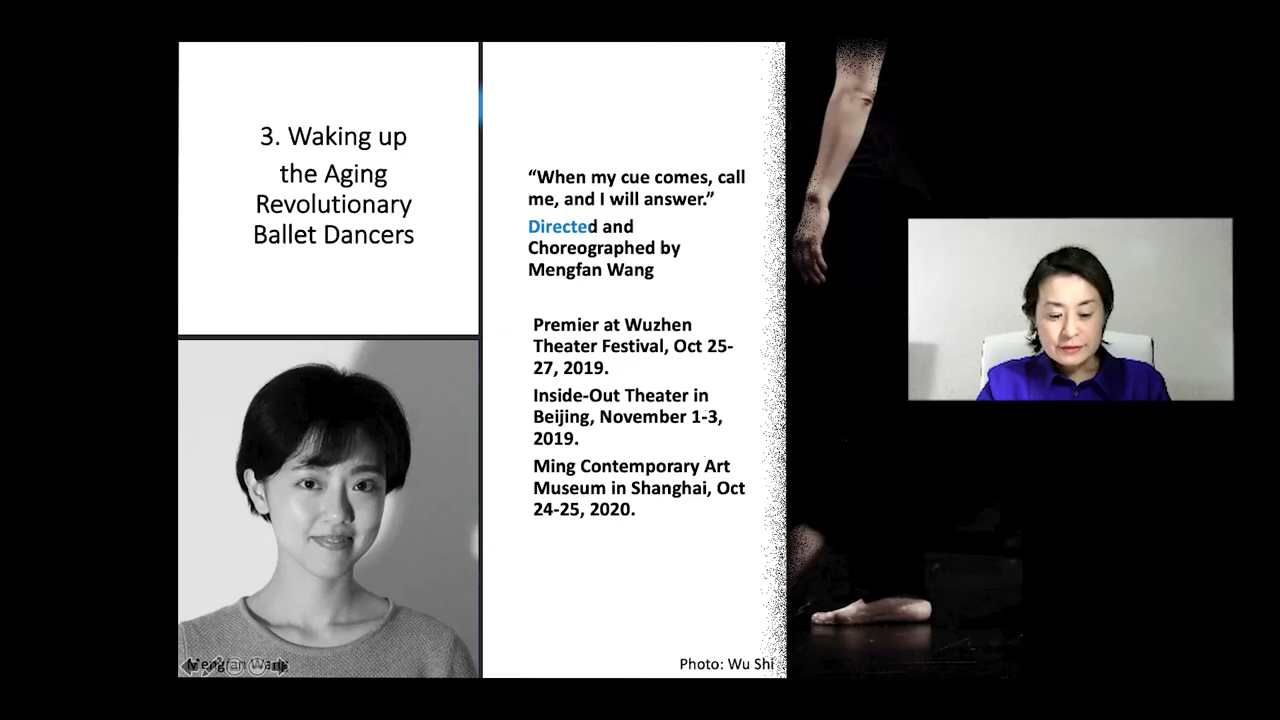 3. Waking up
the Aging
Revolutionary
Ballet Dancers
“When my cue comes, call
me, and I will answer.”
Directed and
Choreographed by
Mengfan Wang
Premier at Wuzhen
Theater Festival, Oct 25-
27, 2019.
Inside-Out Theater in
Beijing, November 1-3,
2019.
Ming Contemporary Art
Museum in Shanghai, Oct
24-25, 2020.
Mengfan Wang
Photo: Wu Shi